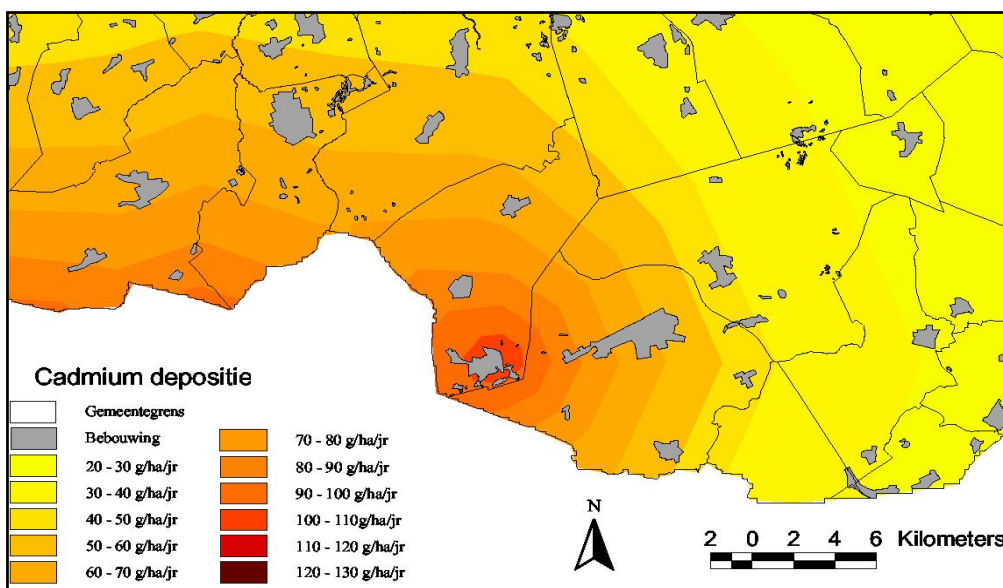 Cadmium depositie
Gemeentegrens
Bebouwing
20 - 30 g/ha/jr
30 - 40 g/ha/jr
40 - 50 g/ha/jr
50 - 60 g/ha/jr
60 - 70 g/ha/jr
70 - 80 g/ha/jr
80 - 90 g/ha/jr
90 - 100 g/ha/jr
100 - 110g/ha/jr
110 - 120 g/ha/jr
120 - 130 g/ha/jr
N
2 0 2 4 6 Kilometers